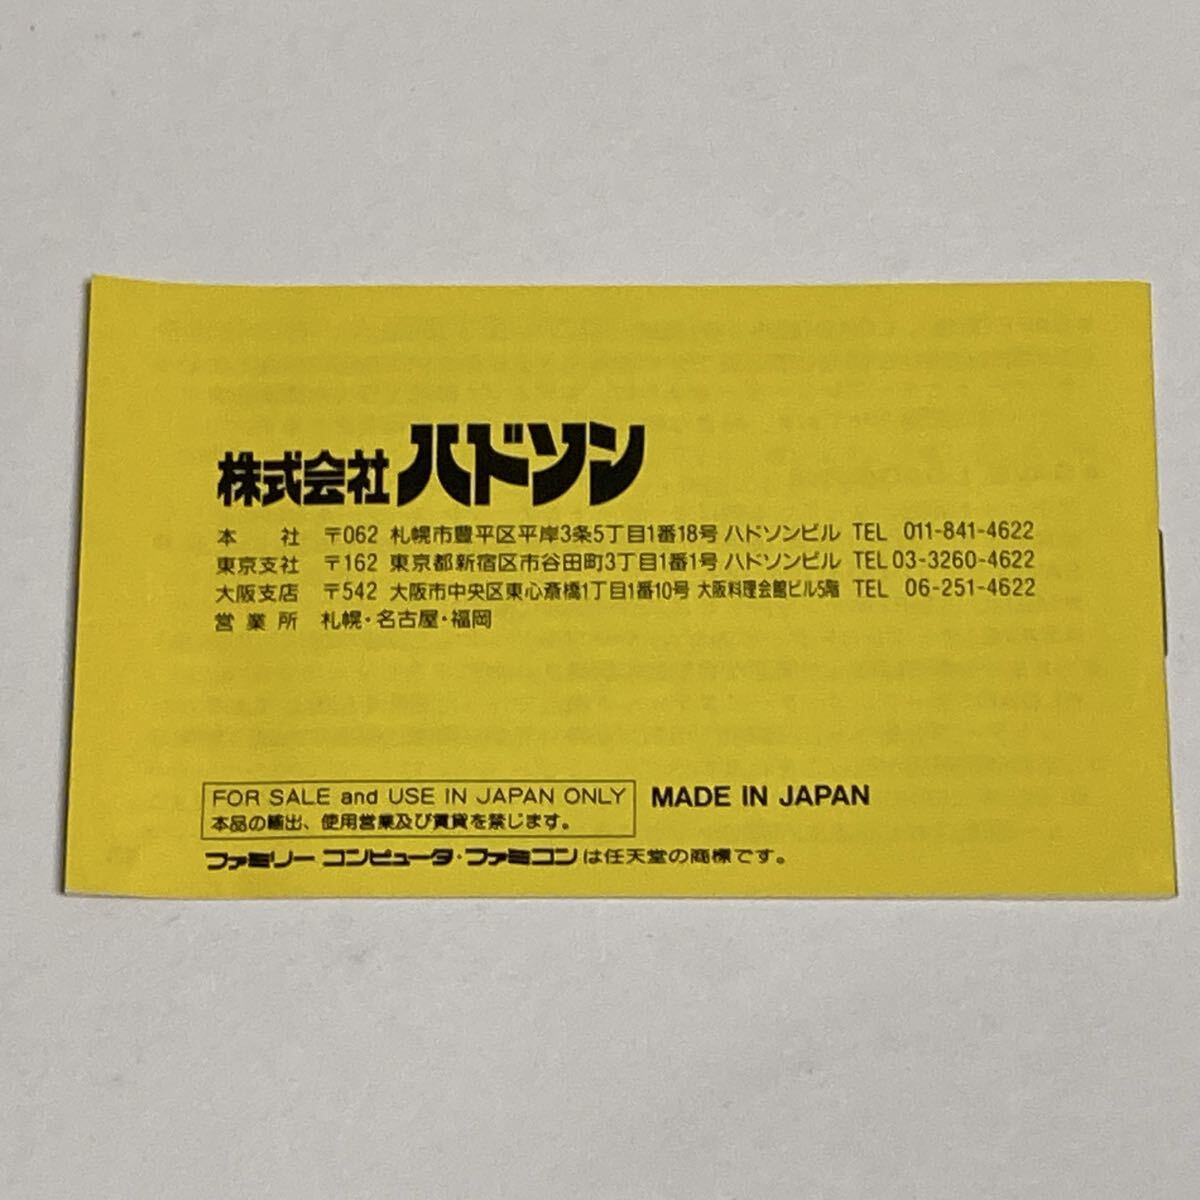 株式会社ハドソン
本　社　〒062 札幌市豊平区平岸3条5丁目1番18号 ハドソンビル TEL 011-841-4622
東京支社　〒162 東京都新宿区市谷田町3丁目1番1号 ハドソンビル TEL 03-3260-4622
大阪支店　〒542 大阪市中央区東心斎橋1丁目1番10号 大阪料理会館ビル5階 TEL 06-251-4622
営業所　札幌・名古屋・福岡
FOR SALE and USE IN JAPAN ONLY
本品の輸出、使用営業及び賃貸を禁じます。
MADE IN JAPAN
ファミリーコンピュータ・ファミコンは任天堂の商標です。